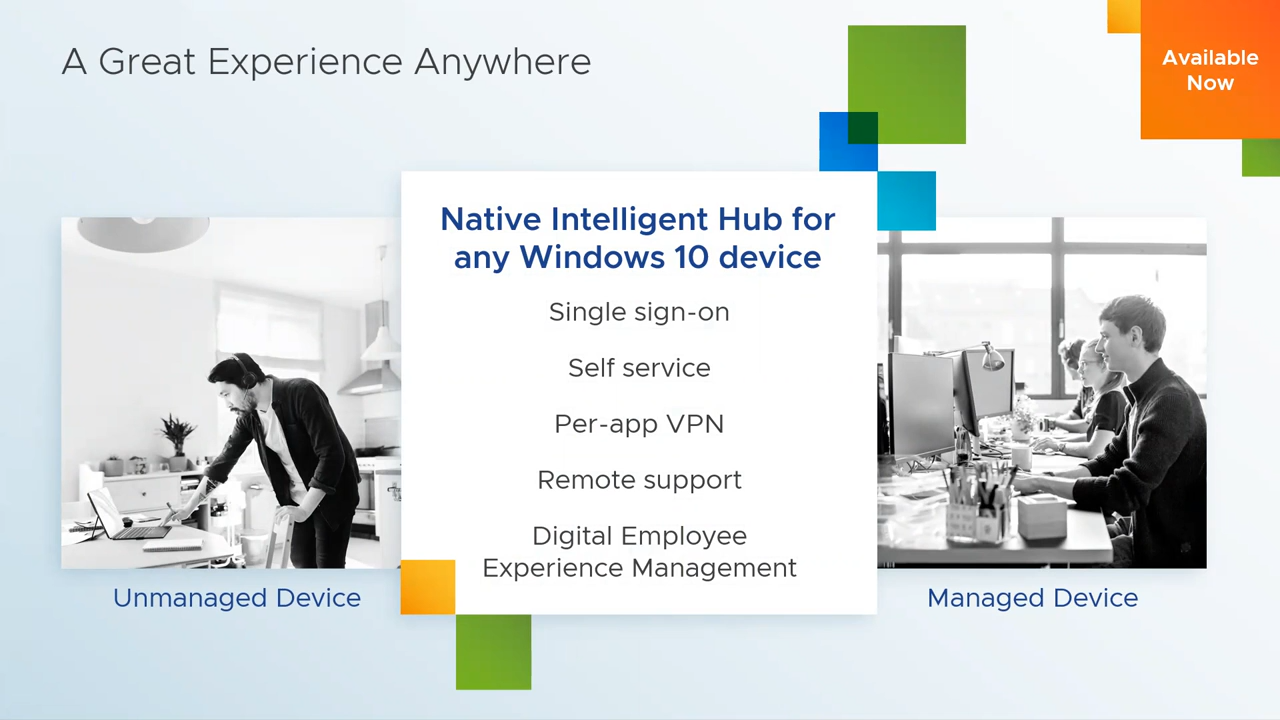 A Great Experience Anywhere
Available
Now
Native Intelligent Hub for
any Windows 10 device
Single sign-on
Self service
Per-app VPN
Remote support
Digital Employee
Experience Management
Unmanaged Device
Managed Device